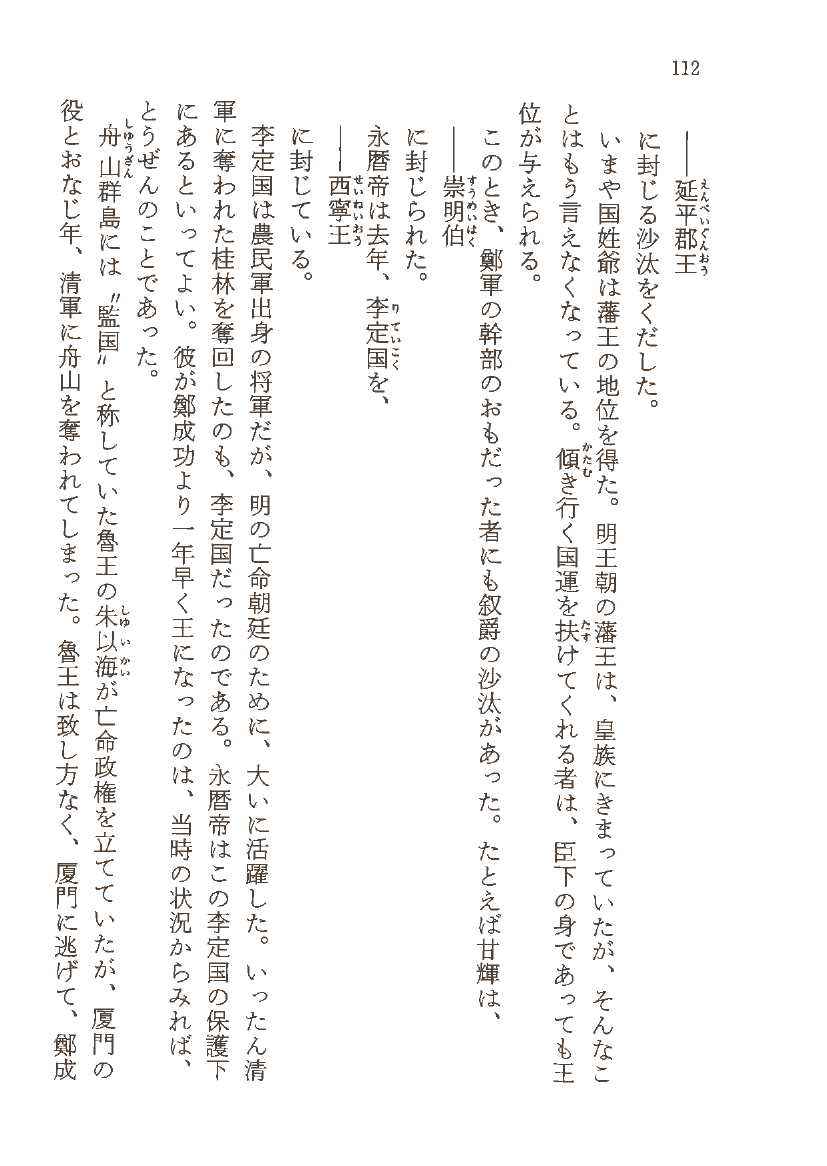 112
――延平郡王
に封じる沙汰をくだした。
いまや国姓爺は藩王の地位を得た。明王朝の藩王は、皇族にきまっていたが、そんなこ
とはもう言えなくなっている。傾き行く国運を扶けてくれる者は、臣下の身であっても王
位が与えられる。
このとき、鄭軍の幹部のおもだった者にも叙爵の沙汰があった。たとえば甘輝は、
――崇明伯
に封じられた。
永暦帝は去年、李定国を、
――西寧王
に封じている。
李定国は農民軍出身の将軍だが、明の亡命朝廷のために、大いに活躍した。いったん清
軍に奪われた桂林を奪回したのも、李定国だったのである。永暦帝はこの李定国の保護下
にあるといってよい。彼が鄭成功より一年早く王になったのは、当時の状況からみれば、
とうぜんのことであった。
舟山群島には〝監国〟と称していた魯王の朱以海が亡命政権を立てていたが、厦門の
役とおなじ年、清軍に舟山を奪われてしまった。魯王は致し方なく、厦門に逃げて、鄭成